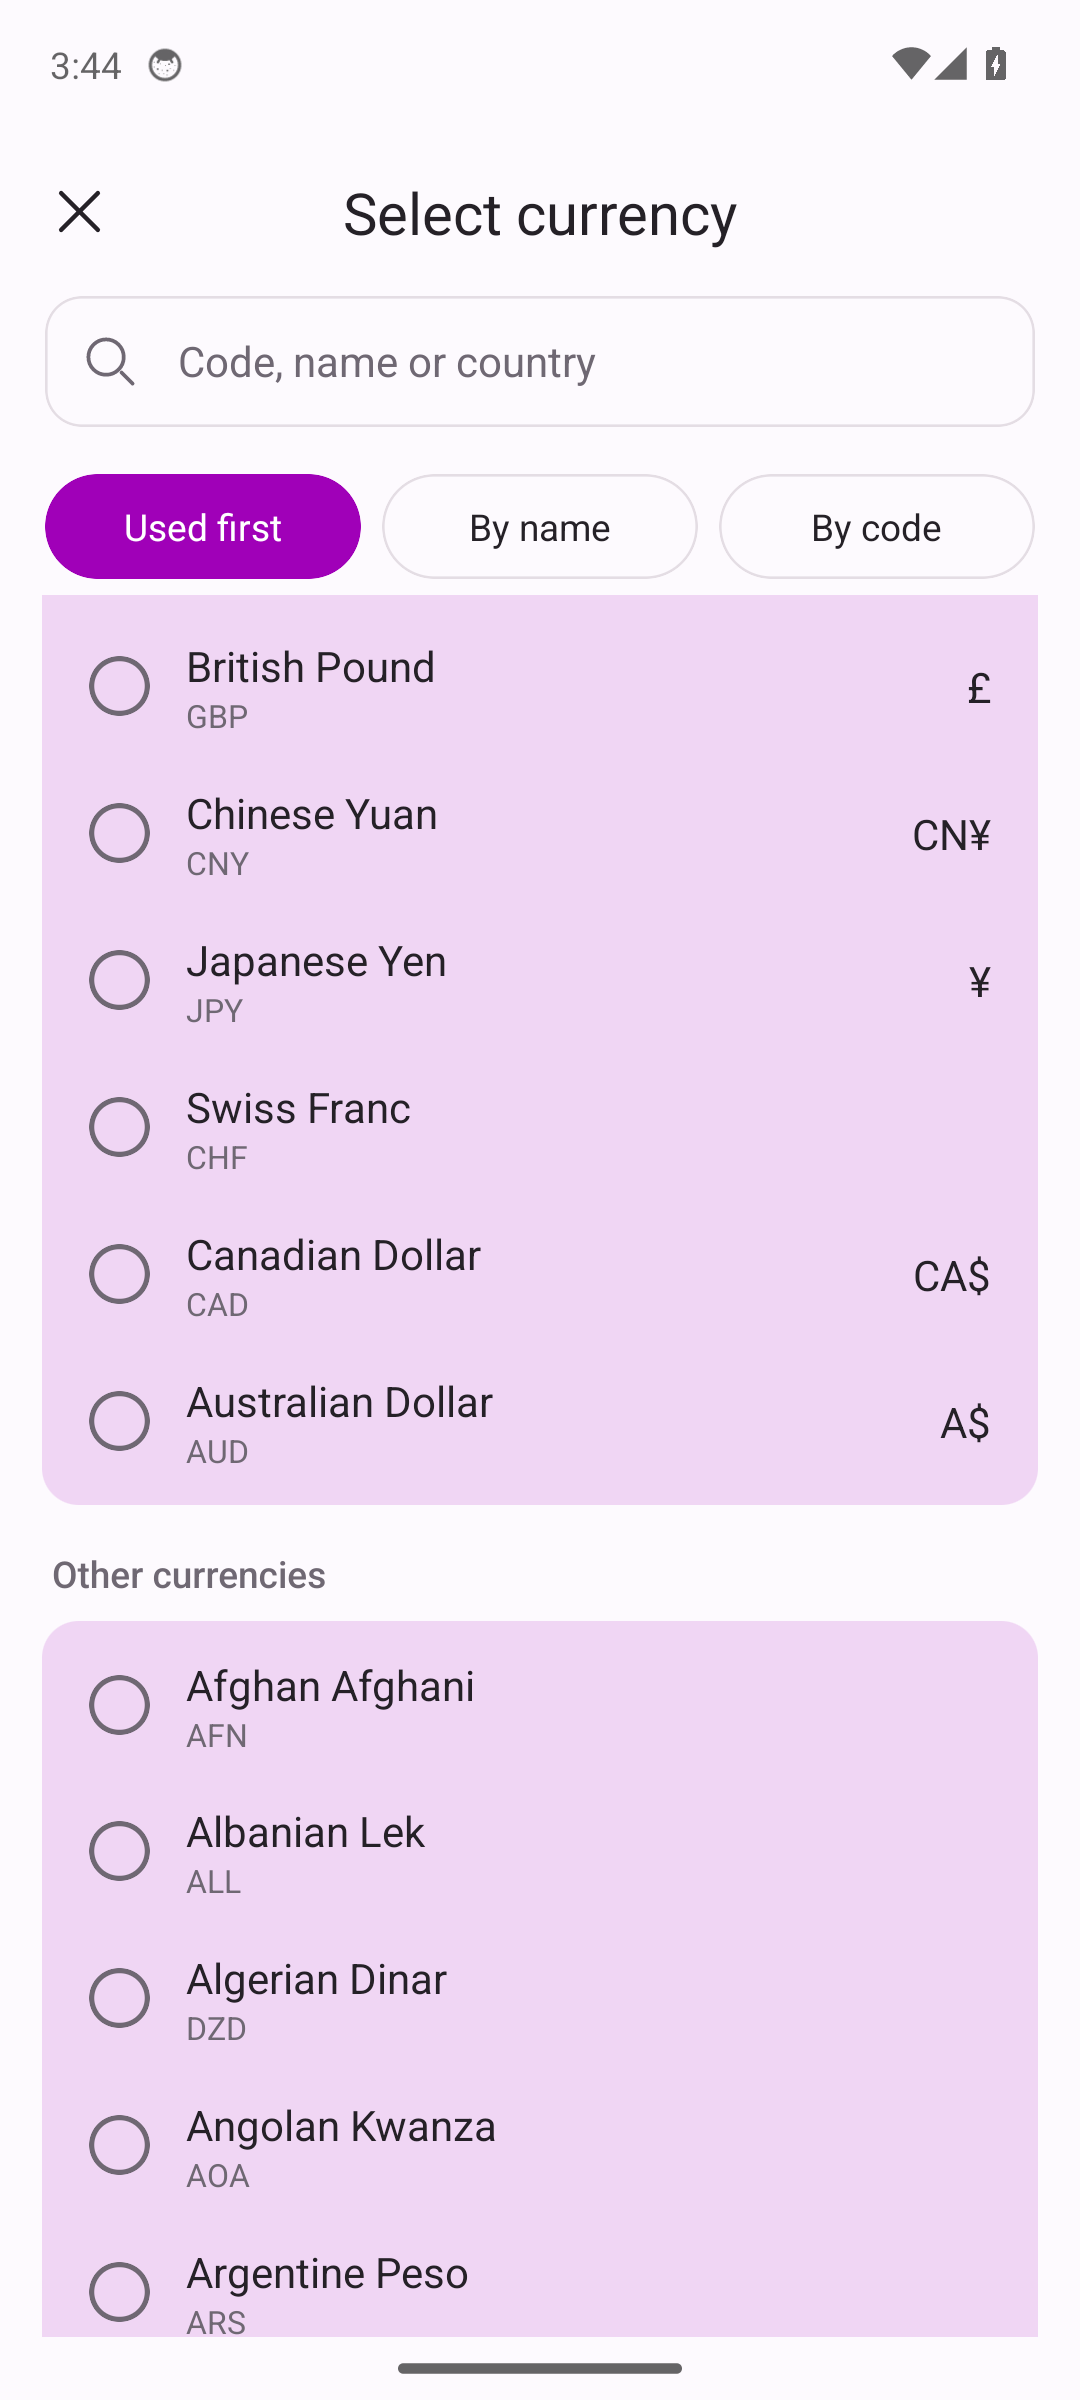 3:44
Select currency
Code, name or country
Used first
By name
By code
British Pound
GBP
£
Chinese Yuan
CNY
CN¥
Japanese Yen
JPY
¥
Swiss Franc
CHF
Canadian Dollar
CAD
CA$
Australian Dollar
AUD
A$
Other currencies
Afghan Afghani
AFN
Albanian Lek
ALL
Algerian Dinar
DZD
Angolan Kwanza
AOA
Argentine Peso
ARS